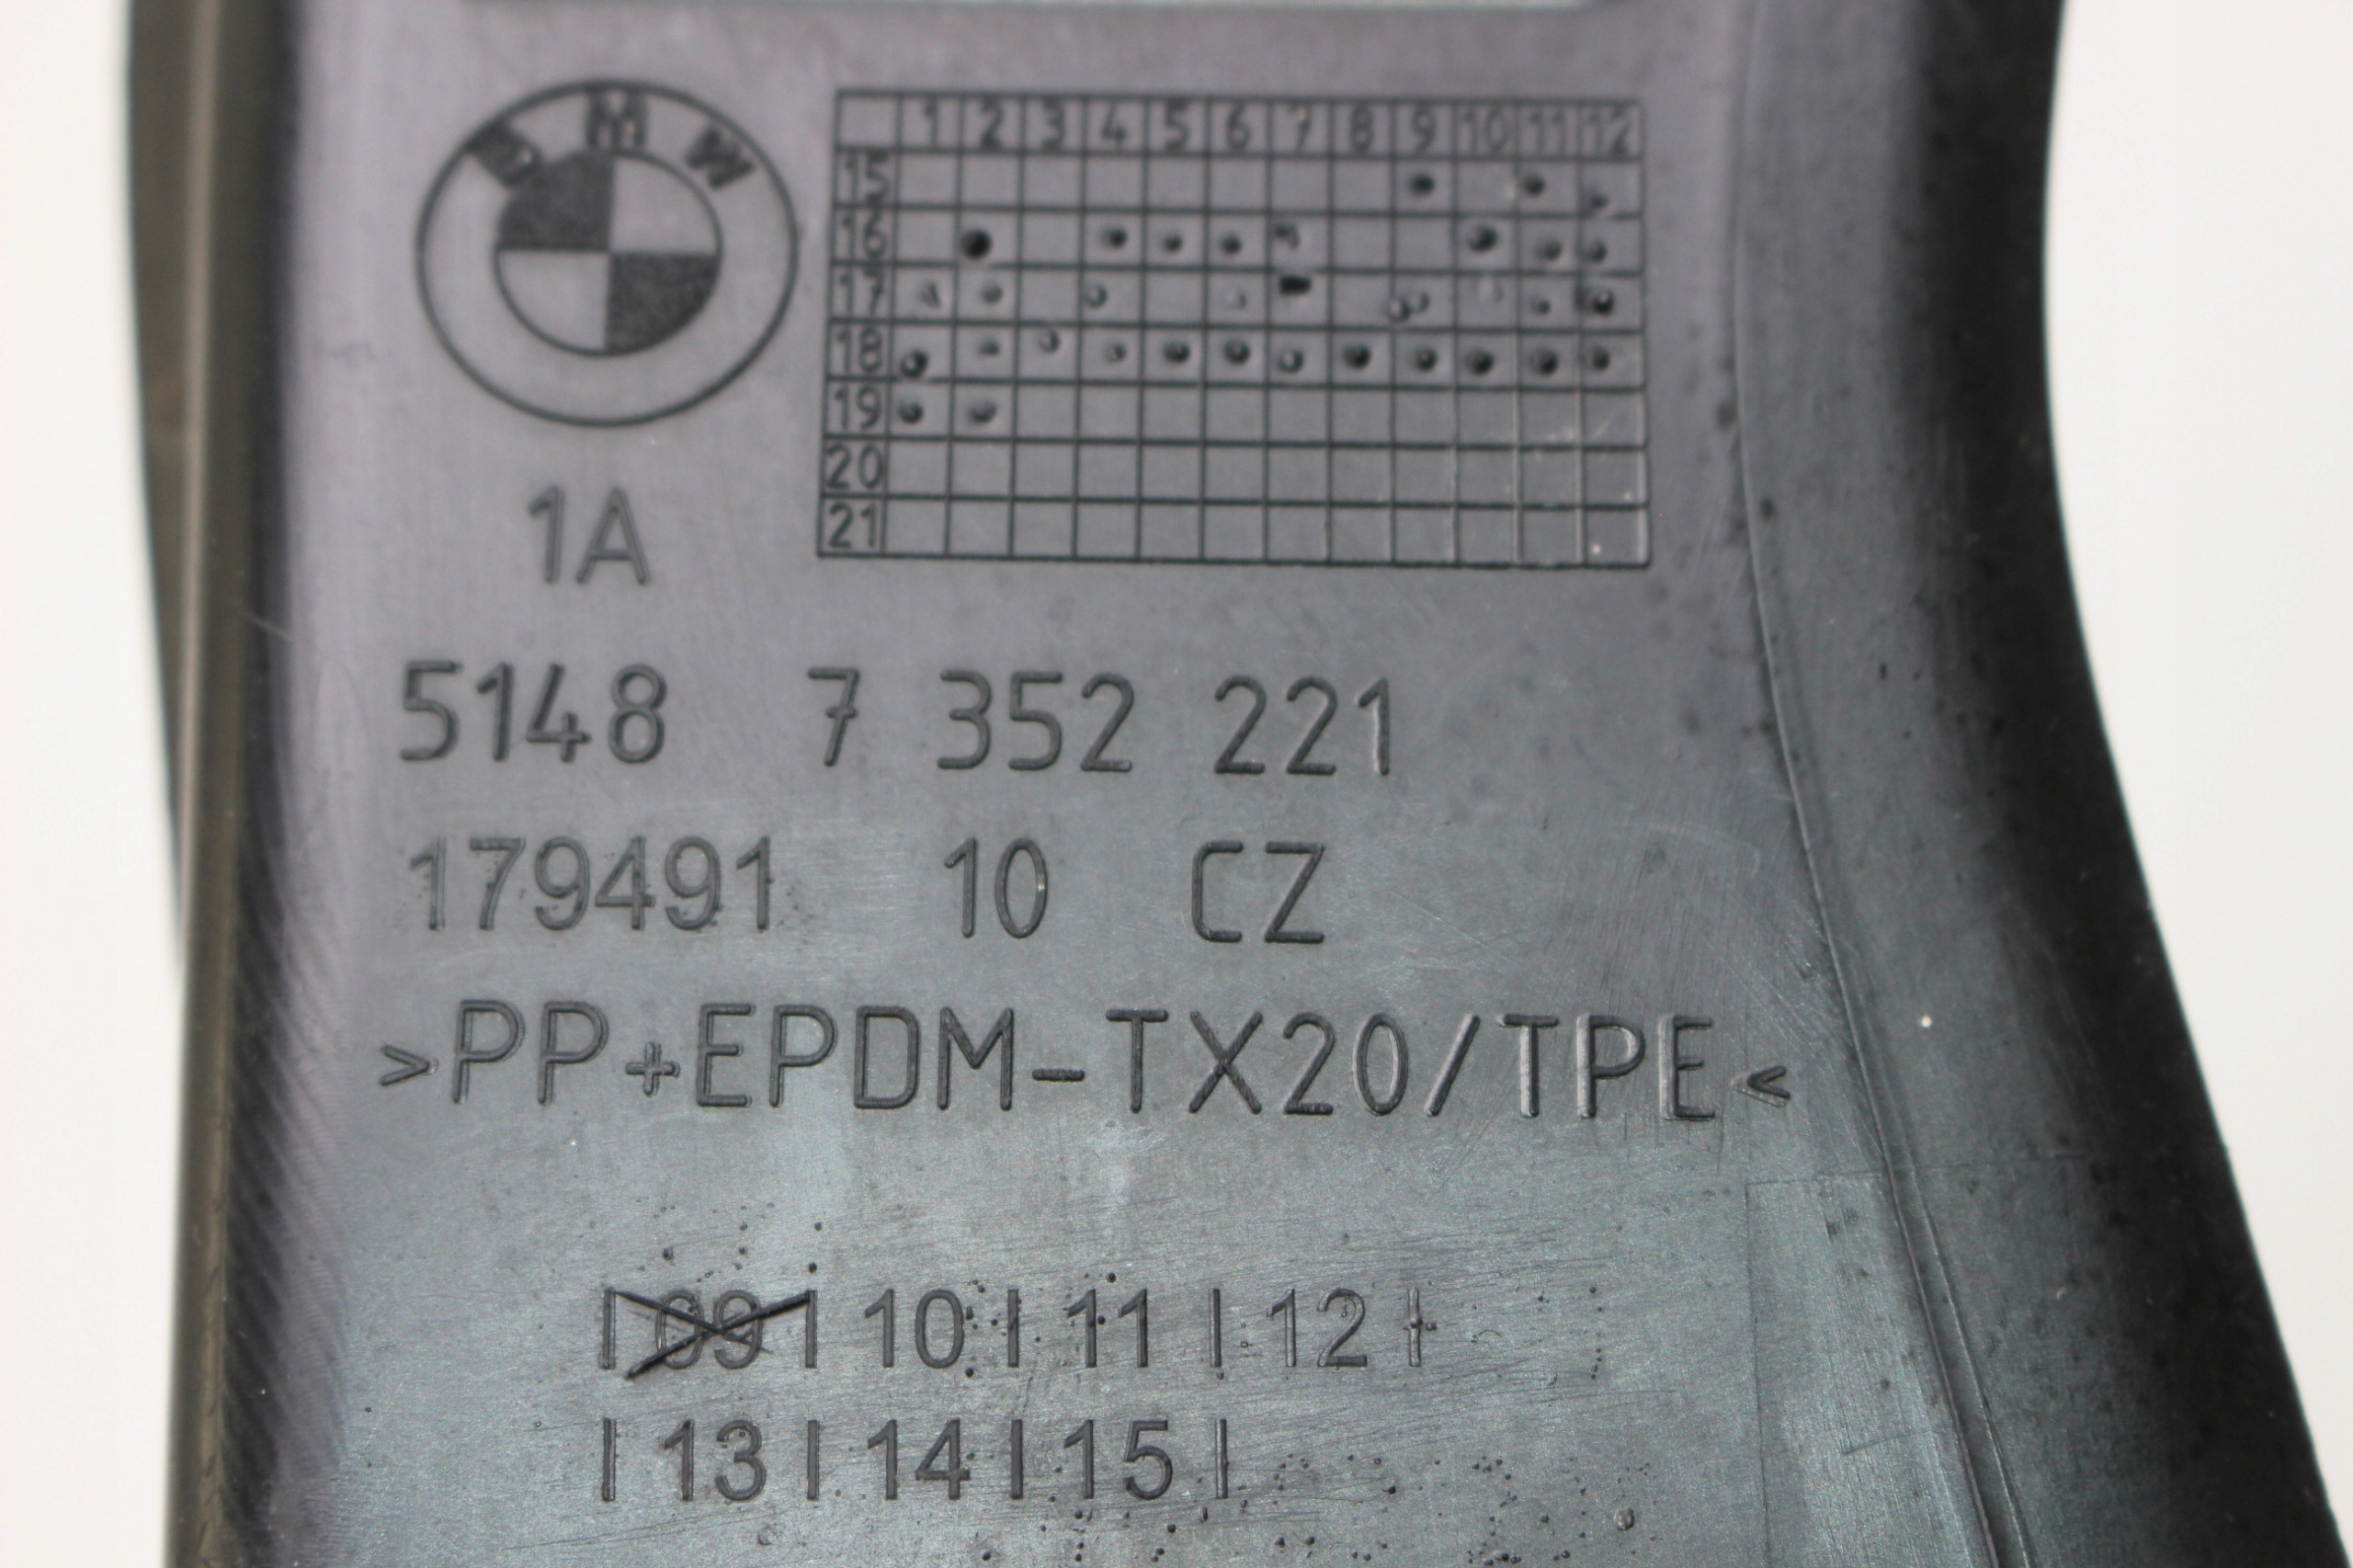 BMW
1 2 3 4 5 6 7 8 9 10 11 12
15
16
17
18
19
20
21
1A
5148 7 352 221
179491 10 CZ
>PP+EPDM-TX20/TPE<
| 09 | 10 | 11 | 12 |
| 13 | 14 | 15 |